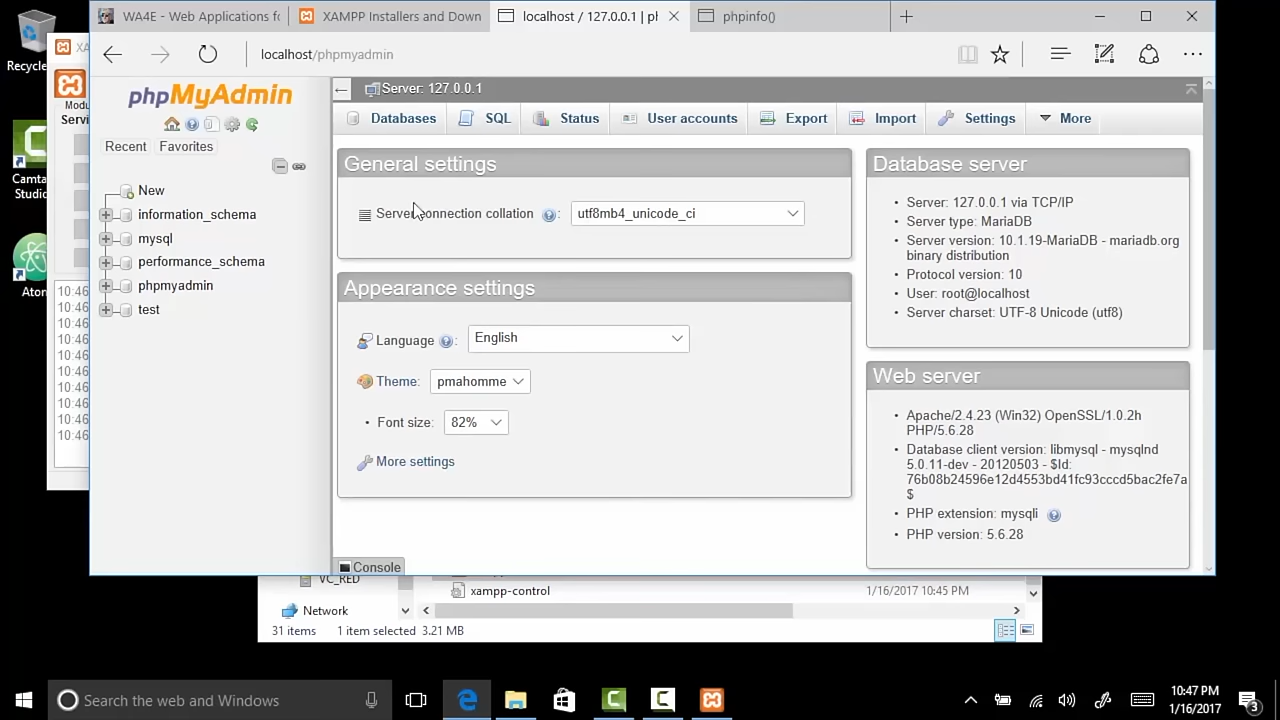 Recycle
WA4E - Web Applications fo
XAMPP Installers and Down
localhost / 127.0.0.1 | pl
phpinfo()
localhost/phpmyadmin
XA
Modu
Servi
Camta
Studio
Atom
10:46
10:46
10:46
10:46
10:46
10:46
10:46
10:46
10:46
10:46
phpMyAdmin
Recent
Favorites
New
information_schema
mysql
performance_schema
phpmyadmin
test
Server: 127.0.0.1
Databases
SQL
Status
User accounts
Export
Import
Settings
More
General settings
Server connection collation
:
utf8mb4_unicode_ci
Appearance settings
Language
:
English
Theme:
pmahomme
• Font size:
82%
More settings
Console
Database server
• Server: 127.0.0.1 via TCP/IP
• Server type: MariaDB
• Server version: 10.1.19-MariaDB - mariadb.org
binary distribution
• Protocol version: 10
• User: root@localhost
• Server charset: UTF-8 Unicode (utf8)
Web server
• Apache/2.4.23 (Win32) OpenSSL/1.0.2h
PHP/5.6.28
• Database client version: libmysql - mysqlnd
5.0.11-dev - 20120503 - $Id:
76b08b24596e12d4553bd41fc93cccd5bac2fe7a
$
• PHP extension: mysqli
• PHP version: 5.6.28
VC_RED
Network
xampp-control
1/16/2017 10:45 PM
31 items
1 item selected 3.21 MB
Search the web and Windows
10:47 PM
1/16/2017
3